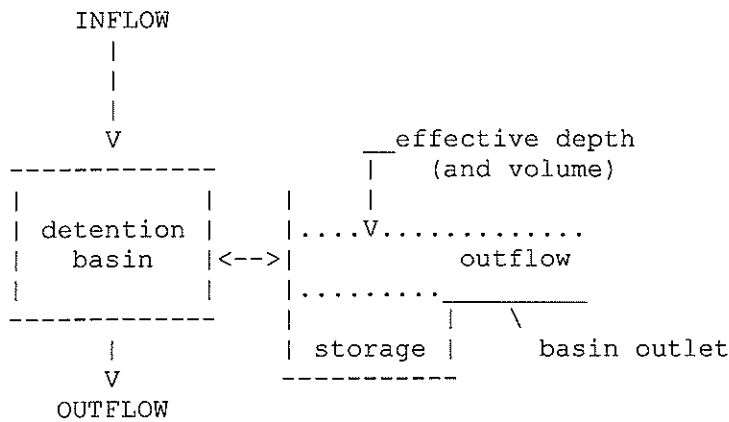 INFLOW
effective depth
(and volume)
detention
basin
outflow
storage
basin outlet
OUTFLOW